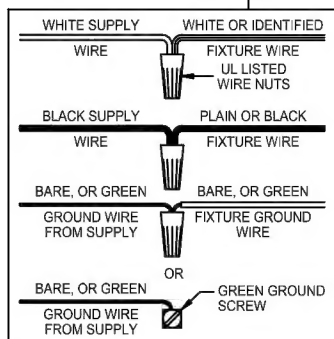 WHITE SUPPLY WHITE OR IDENTIFIED
WIRE FIXTURE WIRE
UL LISTED
WIRE NUTS
BLACK SUPPLY PLAIN OR BLACK
WIRE FIXTURE WIRE
BARE, OR GREEN BARE, OR GREEN
GROUND WIRE FIXTURE GROUND
FROM SUPPLY WIRE
OR
BARE, OR GREEN GREEN GROUND
SCREW
GROUND WIRE
FROM SUPPLY